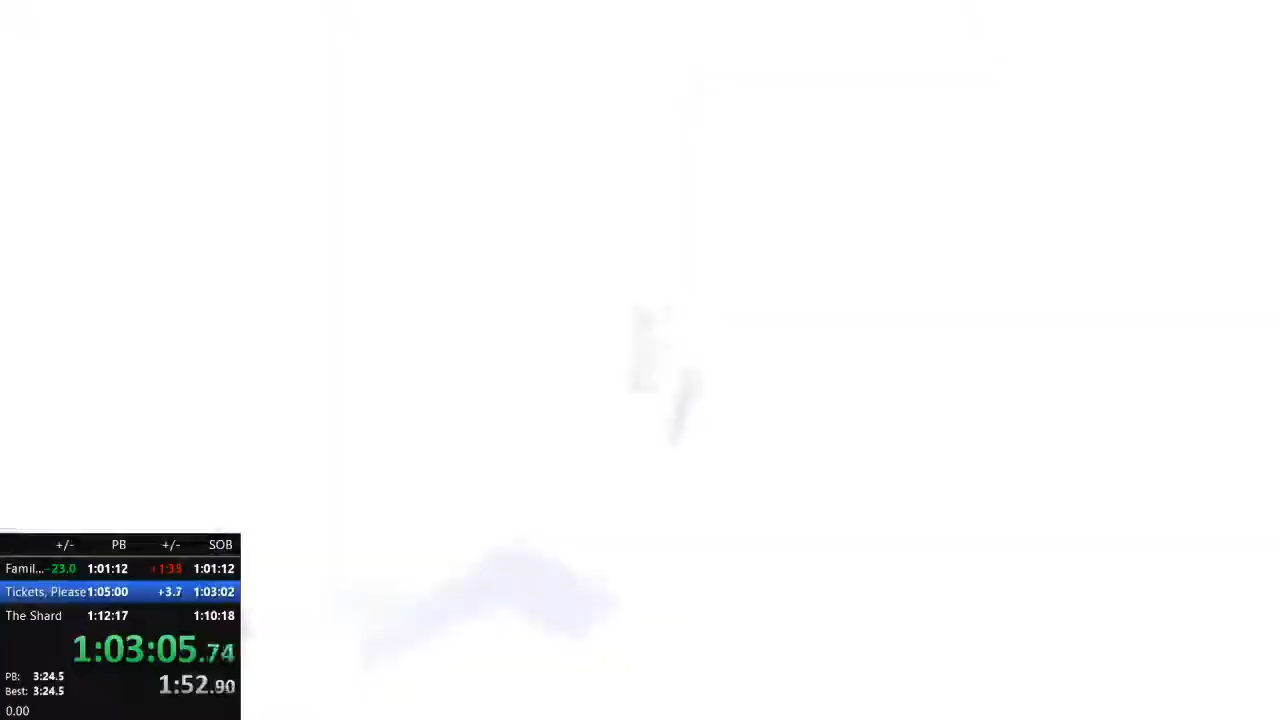 +/- PB +/- SOB
Famil... -23.0 1:01:12 +1:33 1:01:12
Tickets, Please 1:05:00 +3.7 1:03:02
The Shard 1:12:17 1:10:18
1:03:05.74
PB: 3:24.5
1:52.90
Best: 3:24.5
0.00